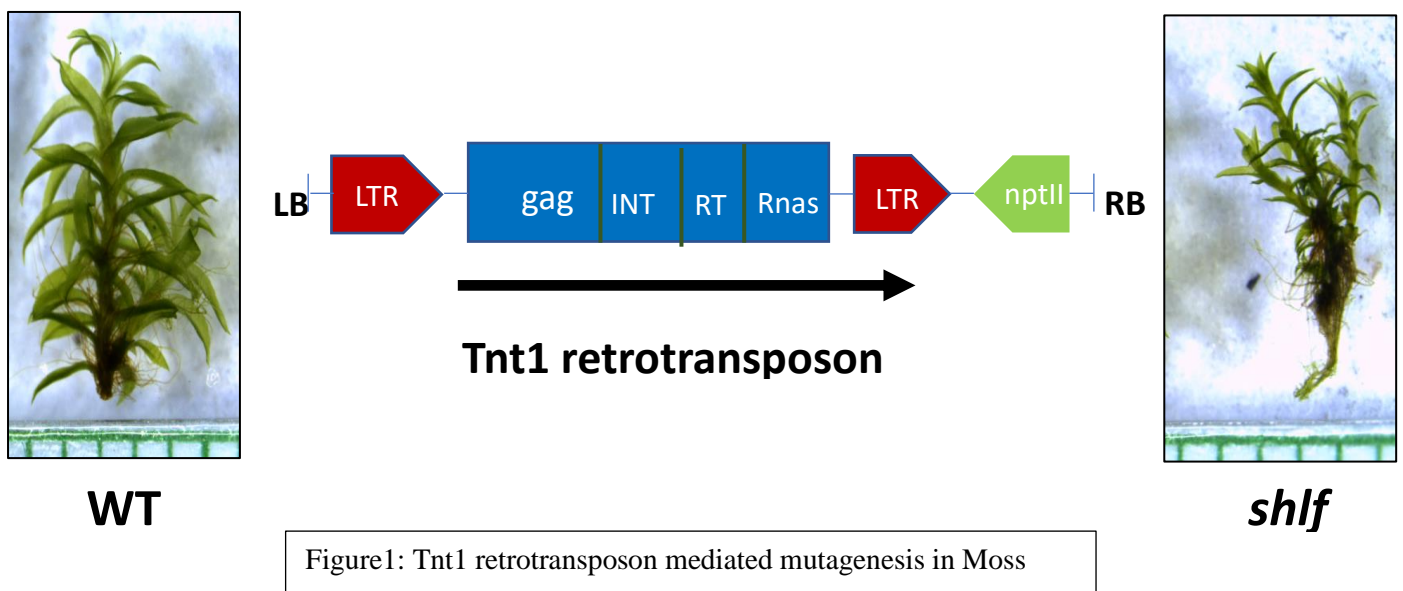 LB
LTR
gag
INT
RT
Rnas
LTR
nptII
RB
Tnt1 retrotransposon
WT
shlf
Figure1: Tnt1 retrotransposon mediated mutagenesis in Moss